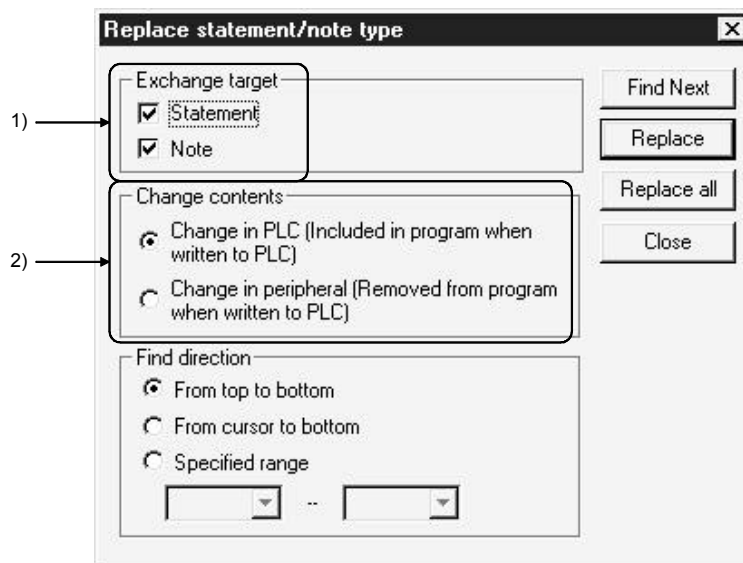 Replace statement/note type
1)
Exchange target
Statement
Note
Find Next
Replace
Replace all
Close
2)
Change contents
Change in PLC (Included in program when
written to PLC)
Change in peripheral (Removed from program
when written to PLC)
Find direction
From top to bottom
From cursor to bottom
Specified range
--